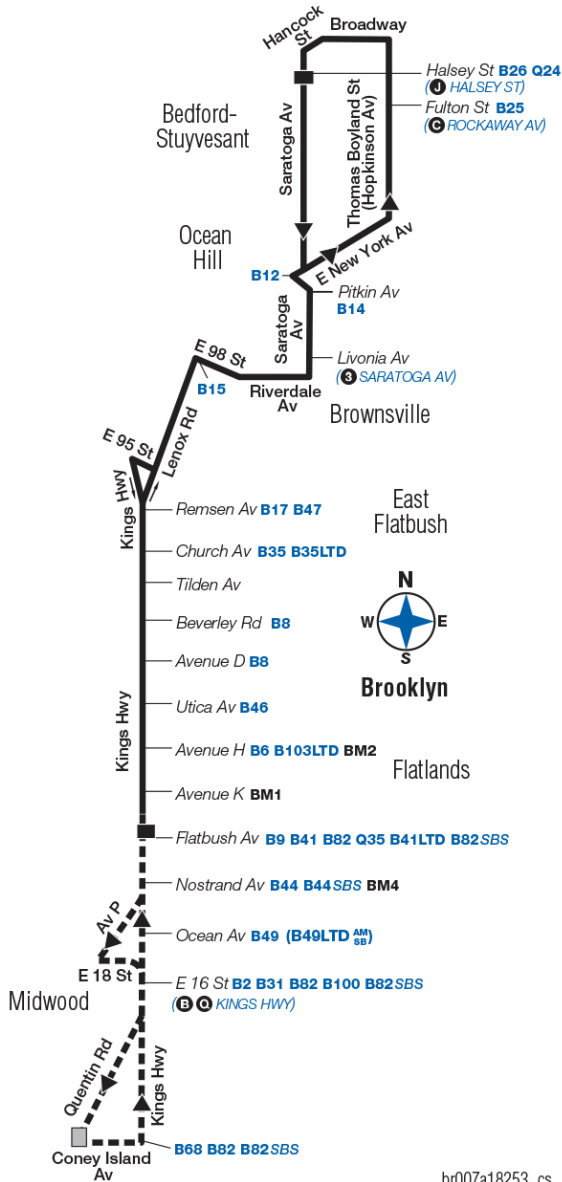 Hancock St
Broadway
Halsey St B26 Q24
(J HALSEY ST)
Fulton St B25
(C ROCKAWAY AV)
Bedford-
Stuyvesant
Saratoga Av
Thomas Boyland St
(Hopkinson Av)
Ocean
Hill
E New York Av
B12
Pitkin Av
B14
Saratoga
Av
E 98 St
Livonia Av
(3 SARATOGA AV)
B15
Riverdale
Av
Brownsville
Lenox Rd
E 95 St
Kings Hwy
Remsen Av B17 B47
East
Flatbush
Church Av B35 B35LTD
Tilden Av
N
W
E
S
Beverley Rd B8
Avenue D B8
Brooklyn
Utica Av B46
Kings Hwy
Avenue H B6 B103LTD BM2
Flatlands
Avenue K BM1
Flatbush Av B9 B41 B82 Q35 B41LTD B82SBS
Nostrand Av B44 B44SBS BM4
Av P
Ocean Av B49 (B49LTD AM SB)
E 18 St
E 16 St B2 B31 B82 B100 B82SBS
(B Q KINGS HWY)
Midwood
Quentin Rd
Kings Hwy
B68 B82 B82SBS
Coney Island
Av
br007a18253_cs